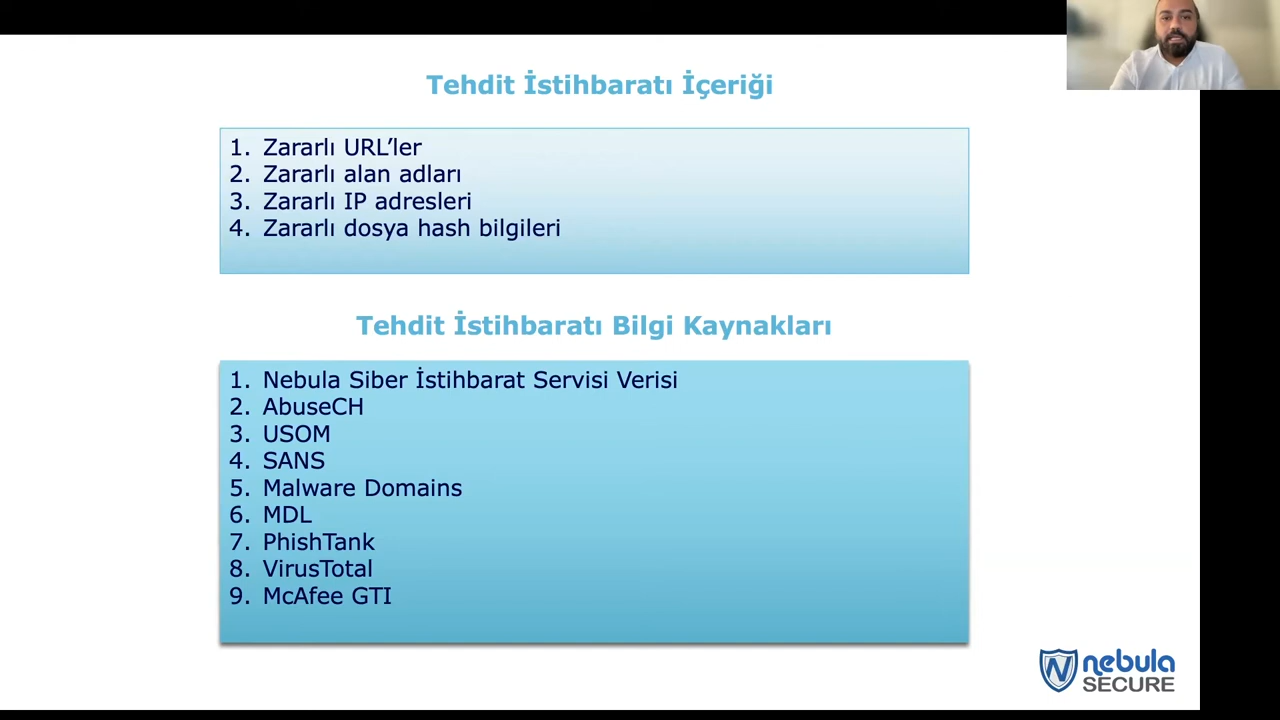 Tehdit İstihbaratı İçeriği
1. Zararlı URL’ler
2. Zararlı alan adları
3. Zararlı IP adresleri
4. Zararlı dosya hash bilgileri
Tehdit İstihbaratı Bilgi Kaynakları
1. Nebula Siber İstihbarat Servisi Verisi
2. AbuseCH
3. USOM
4. SANS
5. Malware Domains
6. MDL
7. PhishTank
8. VirusTotal
9. McAfee GTI
nebula
SECURE